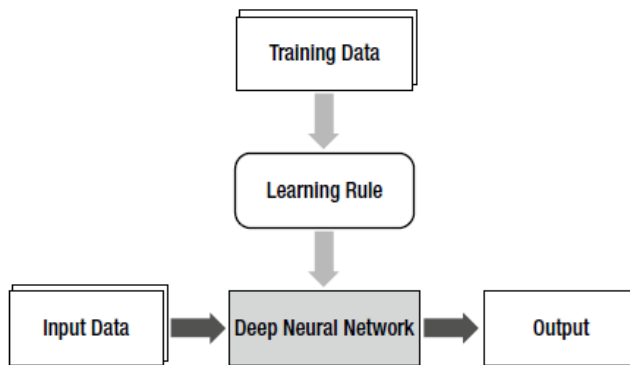 Training Data
Learning Rule
Input Data
Deep Neural Network
Output